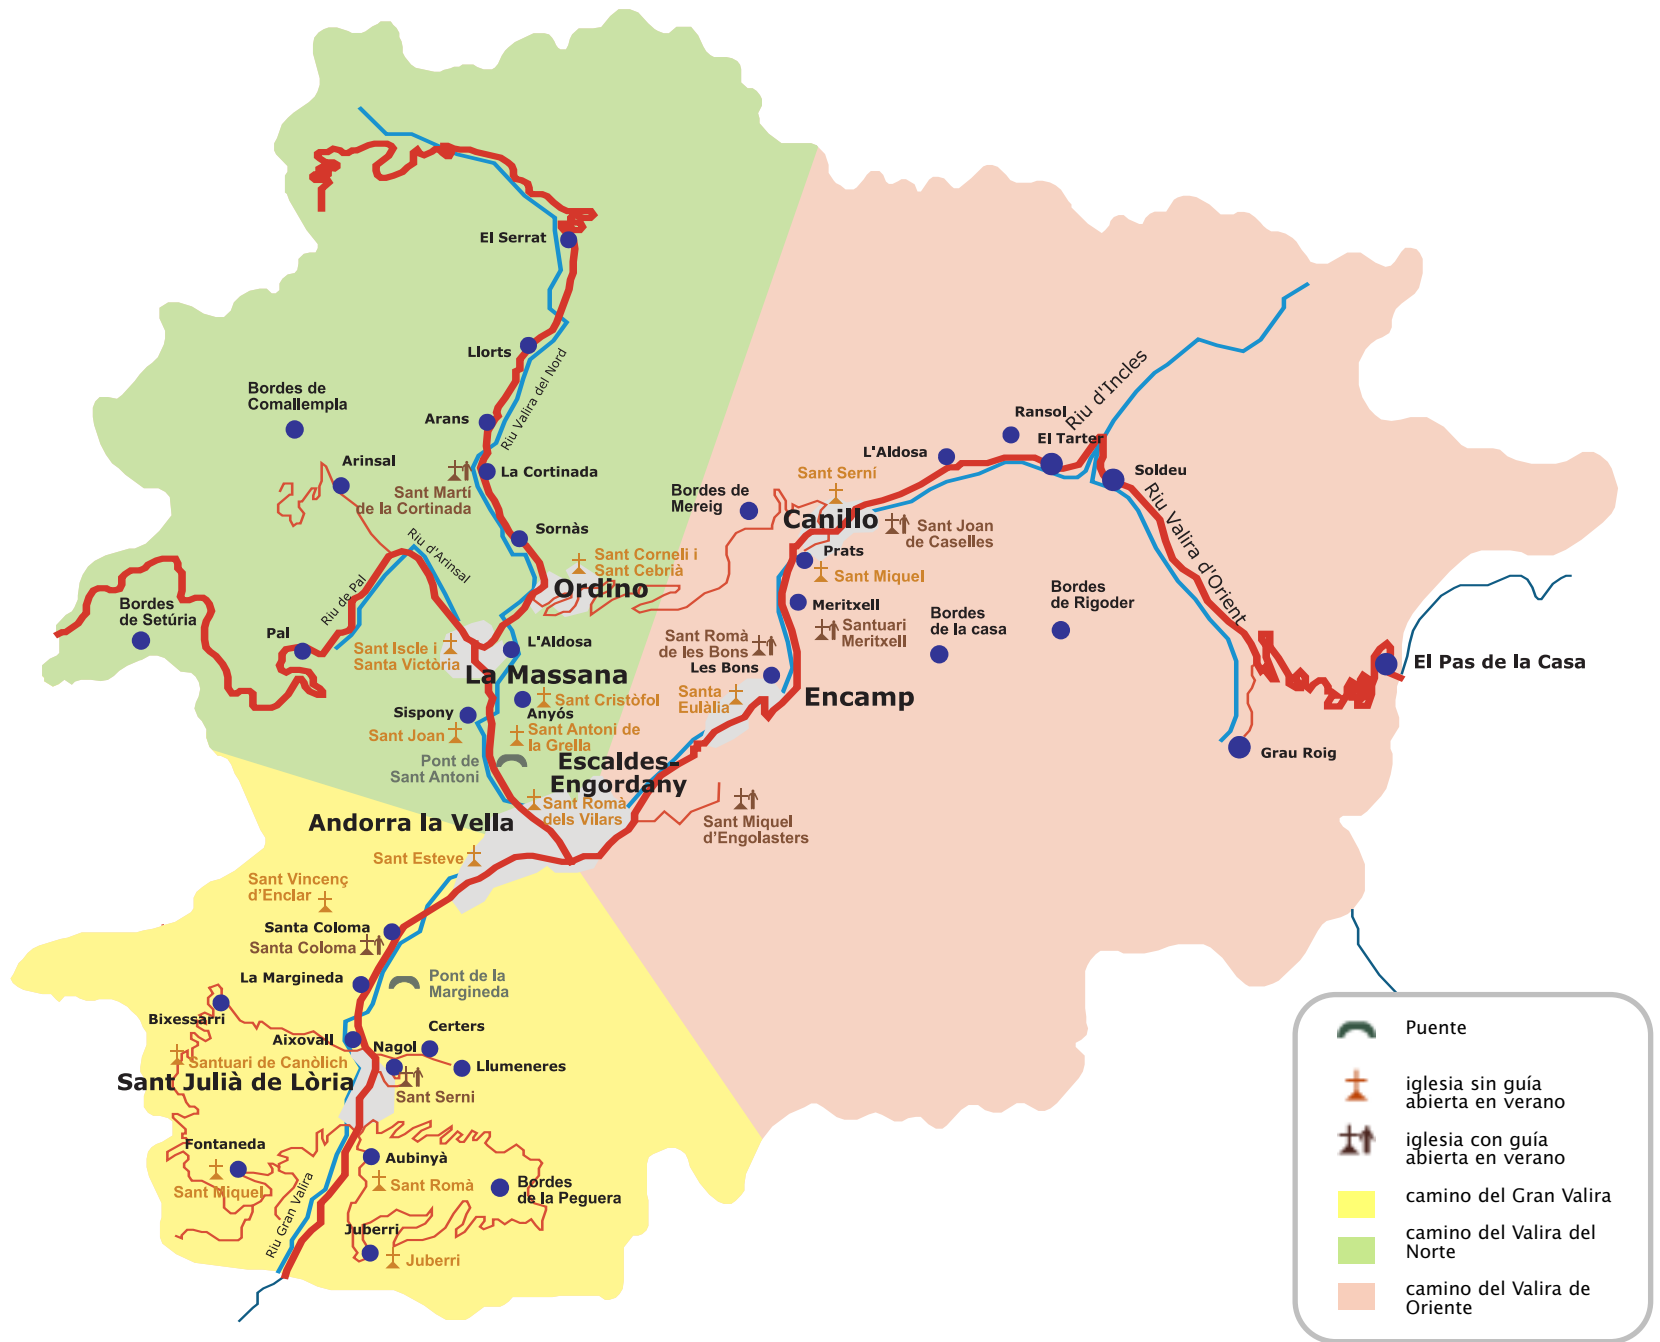 El Serrat
Llorts
Riu Valira del Nord
Bordes de
Comallempla
Arans
Arinsal
La Cortinada
Sant Martí
de la Cortinada
Sornàs
Riu d'Arinsal
Riu de Pal
Sant Corneli i
Sant Cebrià
Ordino
Bordes
de Setúria
Pal
Sant Iscle i
Santa Victòria
L'Aldosa
La Massana
Sant Cristòfol
Anyós
Sispony
Sant Joan
Sant Antoni de
la Grella
Pont de
Sant Antoni
Escaldes-
Engordany
Sant Romà
dels Vilars
Andorra la Vella
Sant Esteve
Riu d'Incles
Ransol
El Tarter
L'Aldosa
Soldeu
Sant Serní
Bordes de
Mereig
Canillo
Sant Joan
de Caselles
Riu Valira d'Orient
Prats
Sant Miquel
Meritxell
Santuari
Meritxell
Bordes
de la casa
Bordes
de Rigoder
Sant Romà
de les Bons
Les Bons
Santa
Eulàlia
Encamp
El Pas de la Casa
Grau Roig
Sant Miquel
d'Engolasters
Sant Vincenç
d'Enclar
Santa Coloma
Santa Coloma
La Margineda
Pont de la
Margineda
Bixessarri
Aixovall
Certers
Nagol
Llumeneres
Santuari de Canòlich
Sant Julià de Lòria
Sant Serni
Fontaneda
Sant Miquel
Aubinyà
Sant Romà
Bordes
de la Peguera
Riu Gran Valira
Juberri
Juberri
Puente
iglesia sin guía
abierta en verano
iglesia con guía
abierta en verano
camino del Gran Valira
camino del Valira del
Norte
camino del Valira de
Oriente